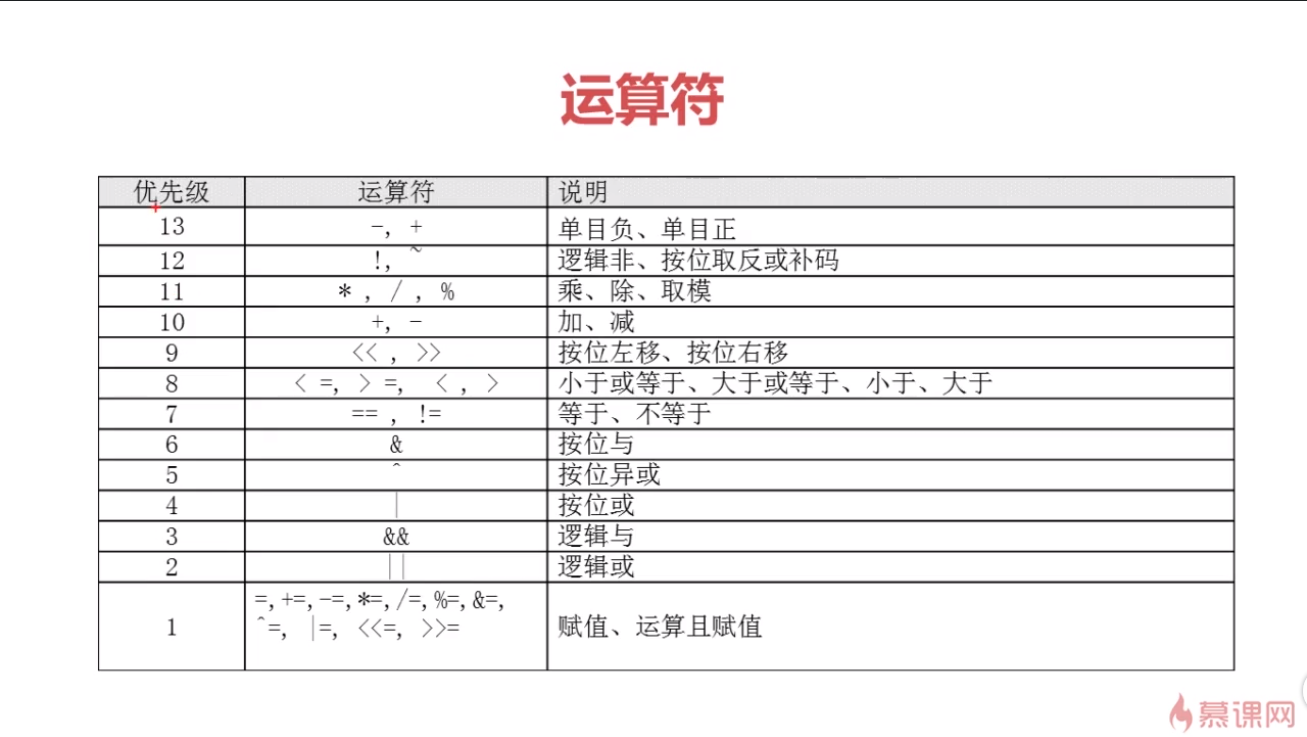 运算符
优先级 运算符 说明
13 -, + 单目负、单目正
12 !, ~ 逻辑非、按位取反或补码
11 * , / , % 乘、除、取模
10 +, - 加、减
9 << , >> 按位左移、按位右移
8 < =, > =, < , > 小于或等于、大于或等于、小于、大于
7 == , != 等于、不等于
6 & 按位与
5 ^ 按位异或
4 | 按位或
3 && 逻辑与
2 || 逻辑或
1 =,+=,-=,*=,/=,%=,&=, 赋值、运算且赋值
^=, |=, <<=, >>=
慕课网